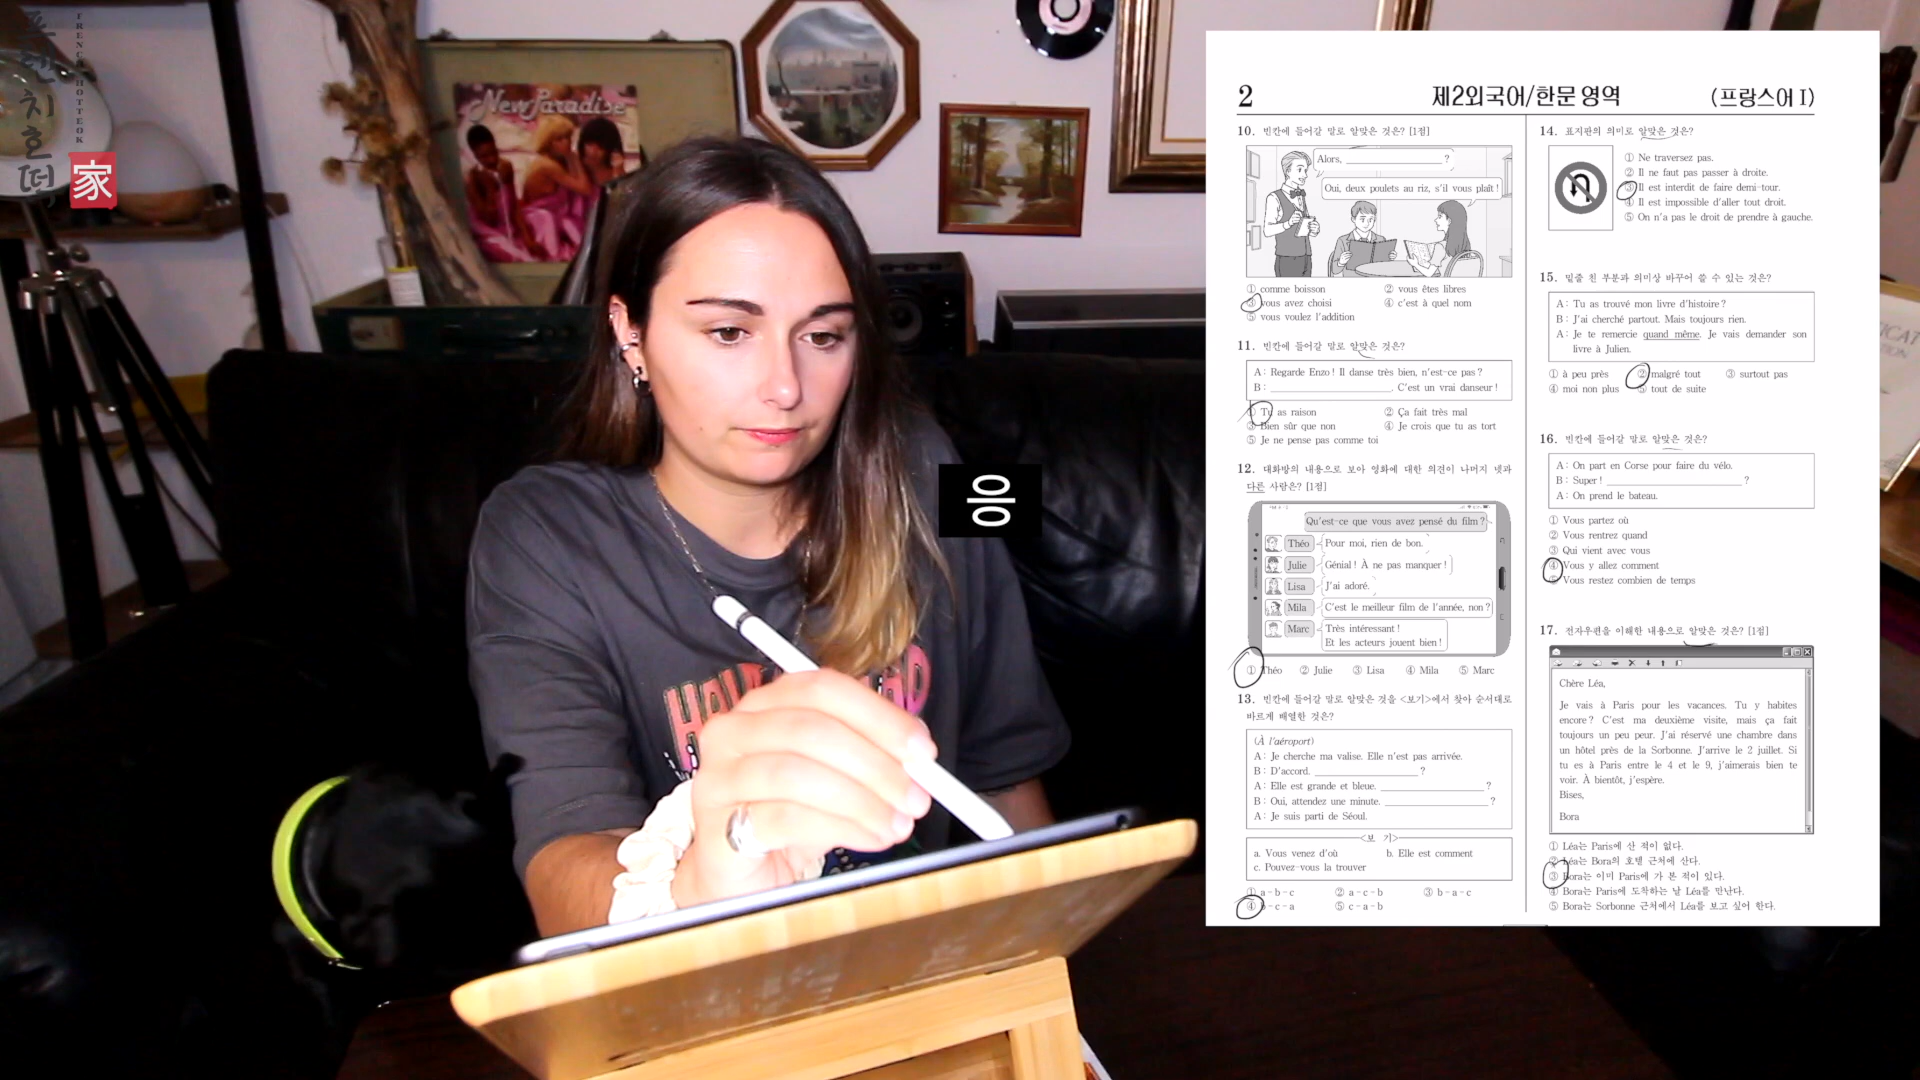 프렌치호떡
FRENCH HOTTEOK
家
New Paradise
응
2
제2외국어/한문 영역
(프랑스어 I)
10. 빈칸에 들어갈 말로 알맞은 것은? [1점]
Alors, ____________ ?
Oui, deux poulets au riz, s'il vous plaît !
① comme boisson
② vous êtes libres
③ vous avez choisi
④ c'est à quel nom
⑤ vous voulez l'addition
11. 빈칸에 들어갈 말로 알맞은 것은?
A : Regarde Enzo ! Il danse très bien, n'est-ce pas ?
B : ____________. C'est un vrai danseur !
① Tu as raison
② Ça fait très mal
③ Bien sûr que non
④ Je crois que tu as tort
⑤ Je ne pense pas comme toi
12. 대화방의 내용으로 보아 영화에 대한 의견이 나머지 넷과
다른 사람은? [1점]
Qu'est-ce que vous avez pensé du film ?
Théo Pour moi, rien de bon.
Julie Génial ! À ne pas manquer !
Lisa J'ai adoré.
Mila C'est le meilleur film de l'année, non ?
Marc Très intéressant !
Et les acteurs jouent bien !
① Théo ② Julie ③ Lisa ④ Mila ⑤ Marc
13. 빈칸에 들어갈 말로 알맞은 것을 <보기>에서 찾아 순서대로
바르게 배열한 것은?
(À l'aéroport)
A : Je cherche ma valise. Elle n'est pas arrivée.
B : D'accord. ____________ ?
A : Elle est grande et bleue. ____________ ?
B : Oui, attendez une minute. ____________ ?
A : Je suis parti de Séoul.
<보 기>
a. Vous venez d'où b. Elle est comment
c. Pouvez-vous la trouver
① a-b-c ② a-c-b ③ b-a-c
④ b-c-a ⑤ c-a-b
14. 표지판의 의미로 알맞은 것은?
① Ne traversez pas.
② Il ne faut pas passer à droite.
③ Il est interdit de faire demi-tour.
④ Il est impossible d'aller tout droit.
⑤ On n'a pas le droit de prendre à gauche.
15. 밑줄 친 부분과 의미상 바꾸어 쓸 수 있는 것은?
A : Tu as trouvé mon livre d'histoire ?
B : J'ai cherché partout. Mais toujours rien.
A : Je te remercie quand même. Je vais demander son
livre à Julien.
① à peu près ② malgré tout ③ surtout pas
④ moi non plus ⑤ tout de suite
16. 빈칸에 들어갈 말로 알맞은 것은?
A : On part en Corse pour faire du vélo.
B : Super ! ____________ ?
A : On prend le bateau.
① Vous partez où
② Vous rentrez quand
③ Qui vient avec vous
④ Vous y allez comment
⑤ Vous restez combien de temps
17. 전자우편을 이해한 내용으로 알맞은 것은? [1점]
Chère Léa,
Je vais à Paris pour les vacances. Tu y habites
encore ? C'est ma deuxième visite, mais ça fait
toujours un peu peur. J'ai réservé une chambre dans
un hôtel près de la Sorbonne. J'arrive le 2 juillet. Si
tu es à Paris entre le 4 et le 9, j'aimerais bien te
voir. À bientôt, j'espère.
Bises,
Bora
① Léa는 Paris에 산 적이 없다.
② Léa는 Bora의 호텔 근처에 산다.
③ Bora는 이미 Paris에 가 본 적이 있다.
④ Bora는 Paris에 도착하는 날 Léa를 만난다.
⑤ Bora는 Sorbonne 근처에서 Léa를 보고 싶어 한다.